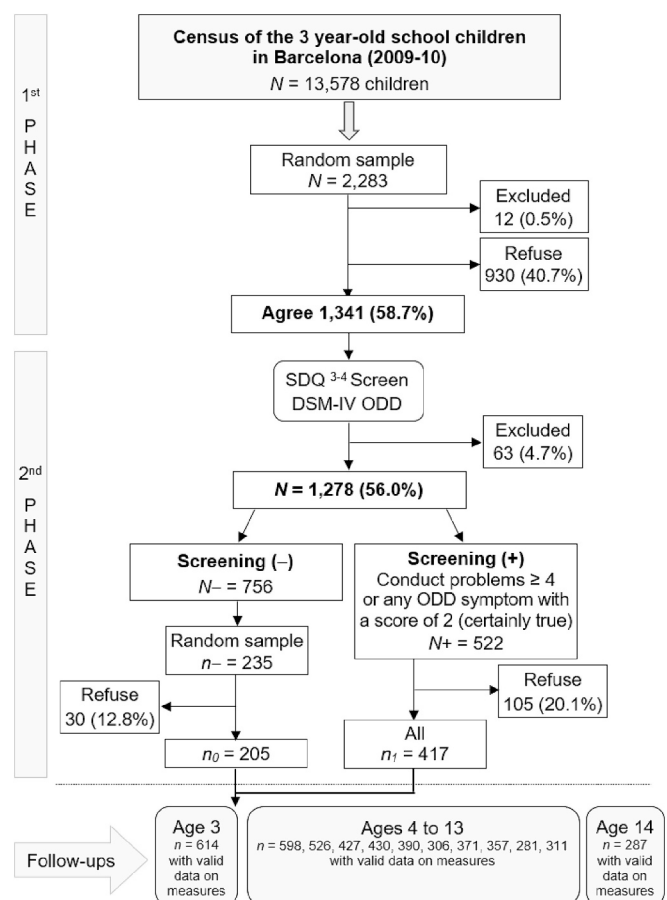 Census of the 3 year-old school children
in Barcelona (2009-10)
N = 13,578 children
1st
P
H
A
S
E
Random sample
N = 2,283
Excluded
12 (0.5%)
Refuse
930 (40.7%)
Agree 1,341 (58.7%)
2nd
P
H
A
S
E
SDQ 3-4 Screen
DSM-IV ODD
Excluded
63 (4.7%)
N = 1,278 (56.0%)
Screening (–)
N– = 756
Screening (+)
Conduct problems ≥ 4
or any ODD symptom with
a score of 2 (certainly true)
N+ = 522
Random sample
n– = 235
Refuse
30 (12.8%)
Refuse
105 (20.1%)
n0 = 205
All
n1 = 417
Follow-ups
Age 3
n = 614
with valid
data on
measures
Ages 4 to 13
n = 598, 526, 427, 430, 390, 306, 371, 357, 281, 311
with valid data on measures
Age 14
n = 287
with valid
data on
measures